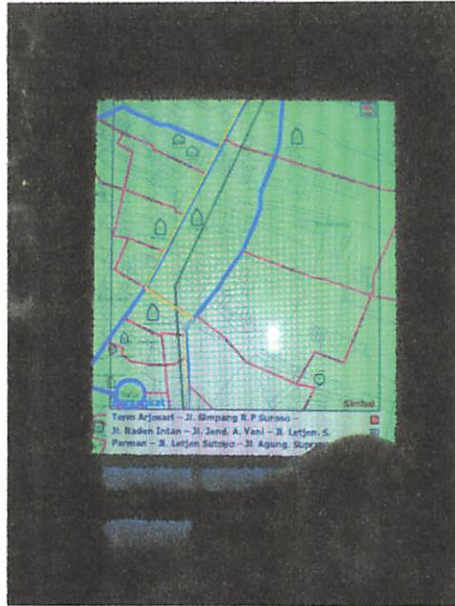 Simbol
Term Arjosari - Jl. Simpang R.P Suroso -
Jl. Raden Intan - Jl. Jend. A. Yani - Jl. Letjen. S.
Parman - Jl. Letjen Sutoyo - Jl. Agung.